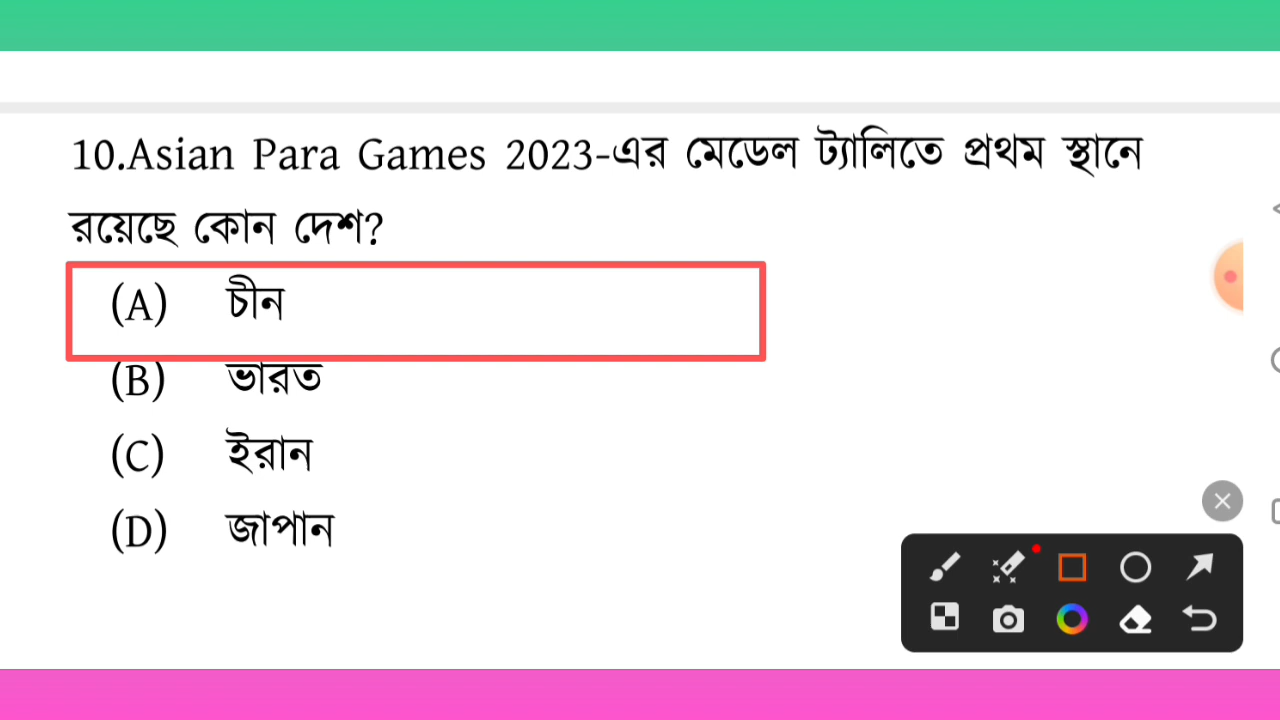 10.Asian Para Games 2023-এর মেডেল ট্যালিতে প্রথম স্থানে
রয়েছে কোন দেশ?
(A) চীন
(B) ভারত
(C) ইরান
(D) জাপান